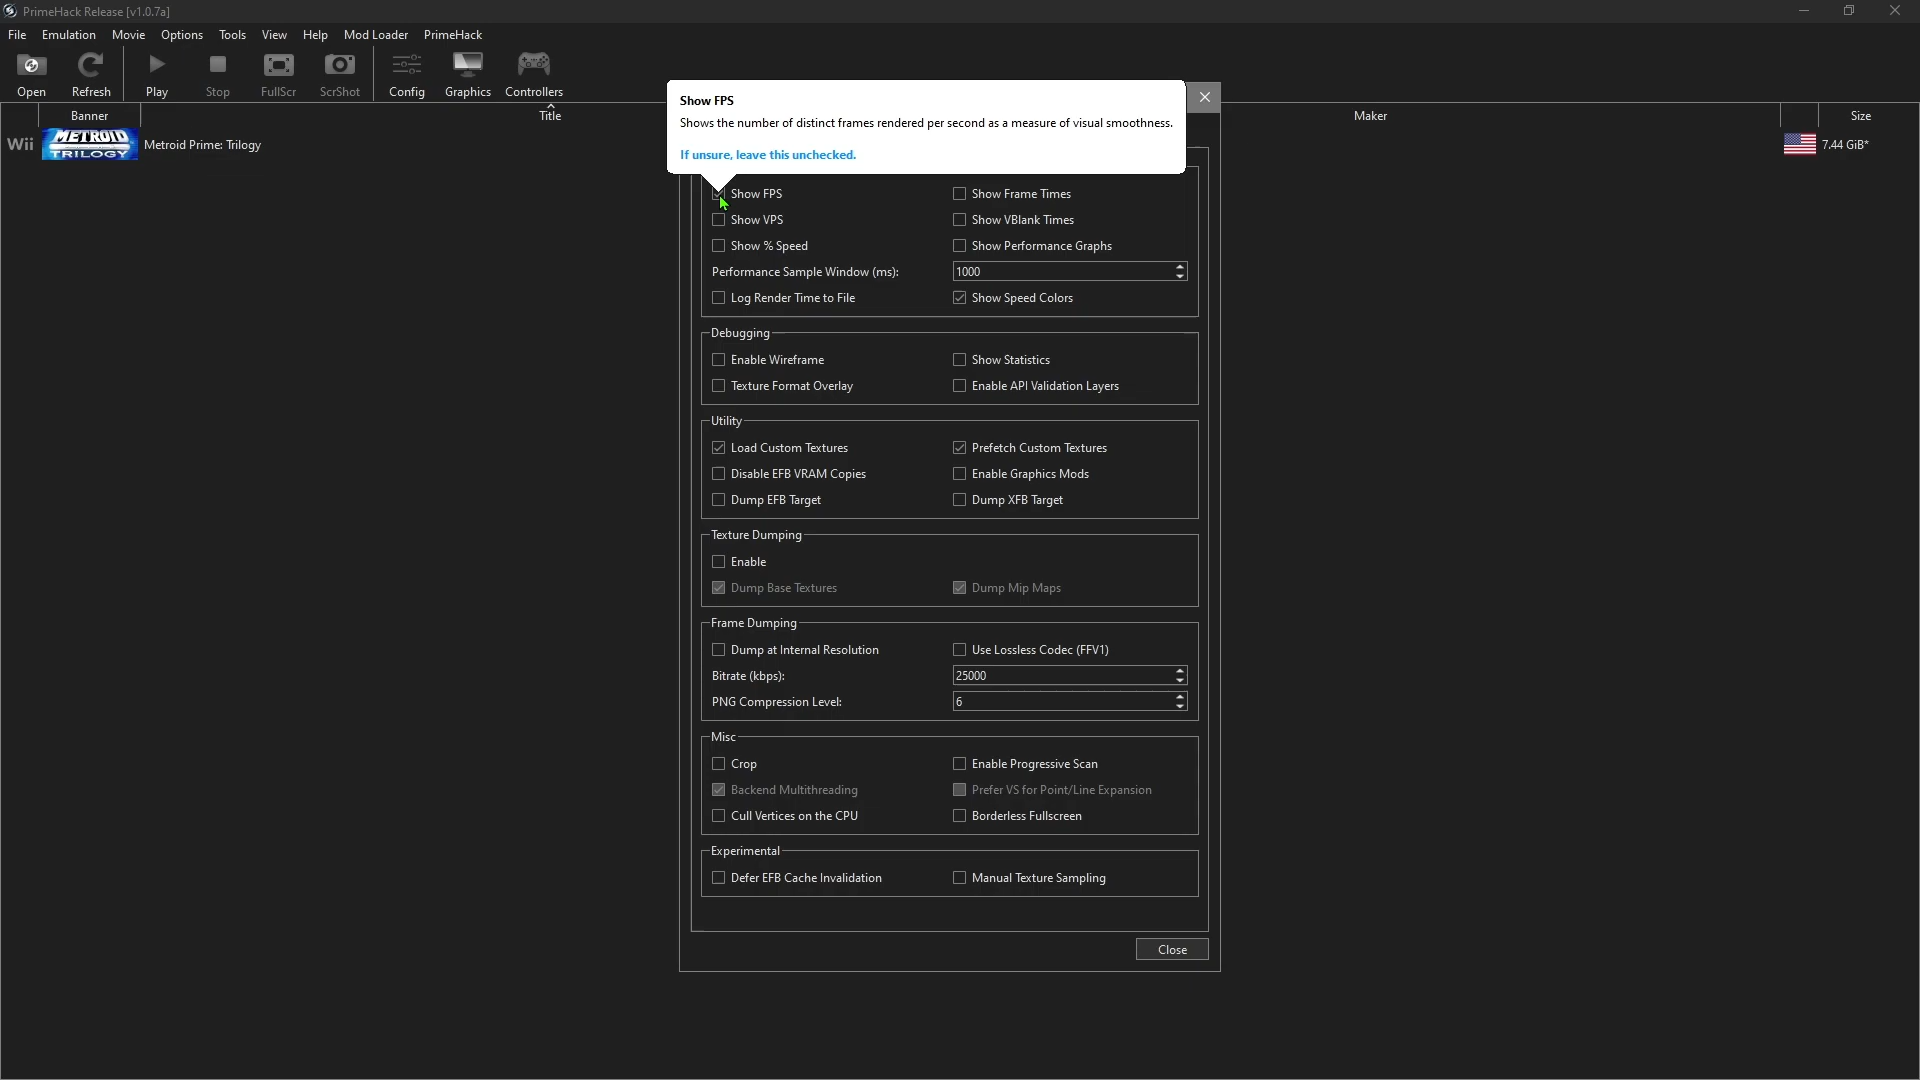 PrimeHack Release [v1.0.7a]
File Emulation Movie Options Tools View Help Mod Loader PrimeHack
Open Refresh Play Stop FullScr ScrShot Config Graphics Controllers
Banner Title Maker Size
Wii METROID PRIME TRILOGY Metroid Prime: Trilogy 7.44 GiB*
Show FPS
Shows the number of distinct frames rendered per second as a measure of visual smoothness.
If unsure, leave this unchecked.
Show FPS Show Frame Times
Show VPS Show VBlank Times
Show % Speed Show Performance Graphs
Performance Sample Window (ms): 1000
Log Render Time to File Show Speed Colors
Debugging
Enable Wireframe Show Statistics
Texture Format Overlay Enable API Validation Layers
Utility
Load Custom Textures Prefetch Custom Textures
Disable EFB VRAM Copies Enable Graphics Mods
Dump EFB Target Dump XFB Target
Texture Dumping
Enable
Dump Base Textures Dump Mip Maps
Frame Dumping
Dump at Internal Resolution Use Lossless Codec (FFV1)
Bitrate (kbps): 25000
PNG Compression Level: 6
Misc
Crop Enable Progressive Scan
Backend Multithreading Prefer VS for Point/Line Expansion
Cull Vertices on the CPU Borderless Fullscreen
Experimental
Defer EFB Cache Invalidation Manual Texture Sampling
Close